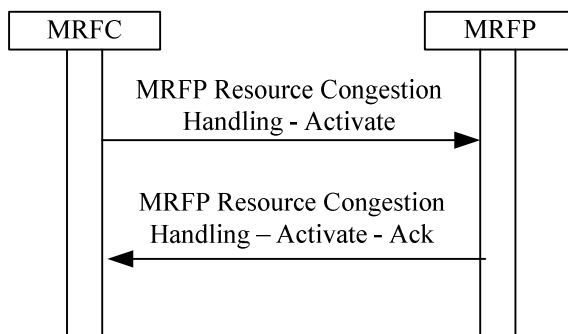 MRFC
MRFP
MRFP Resource Congestion
Handling - Activate
MRFP Resource Congestion
Handling – Activate - Ack